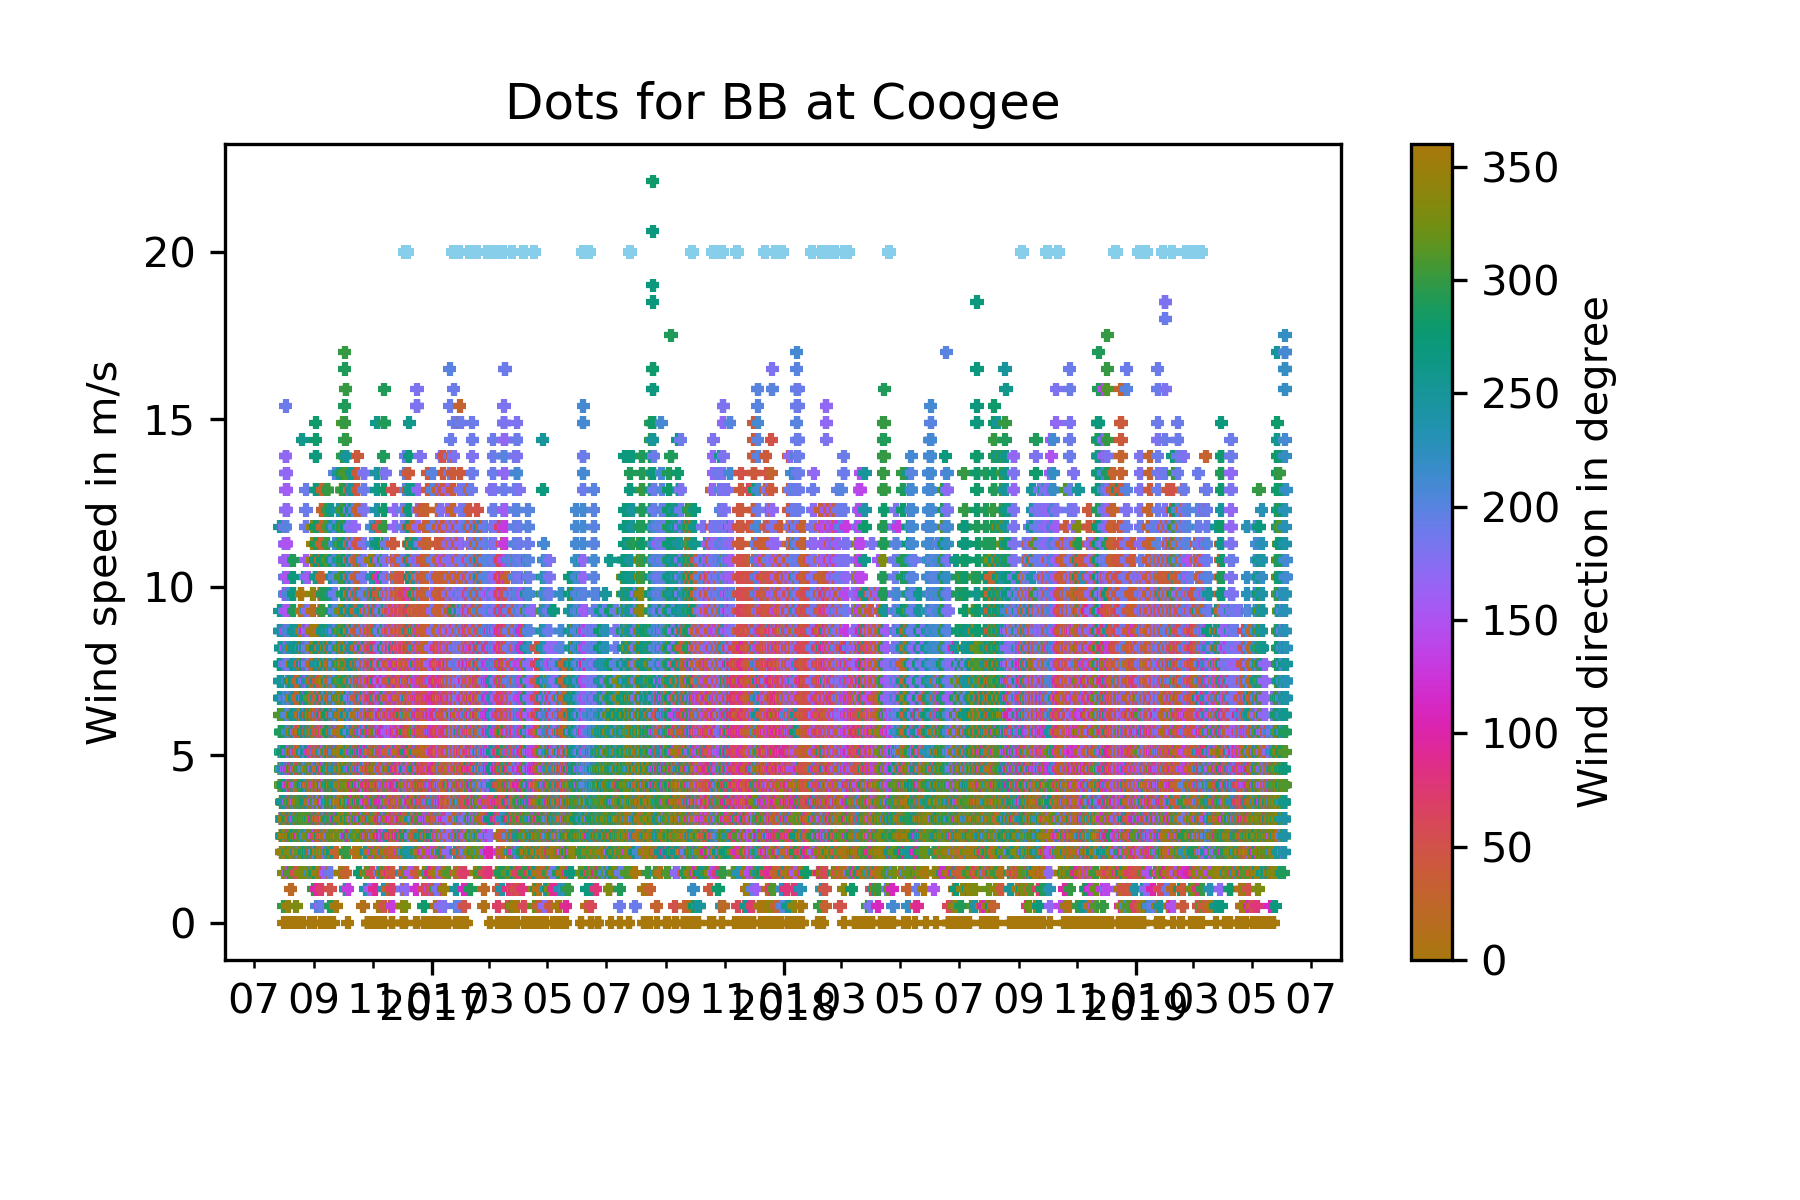 Dots for BB at Coogee
Wind speed in m/s
20
15
10
5
0
07 09 11 2017 03 05 07 09 11 2018 03 05 07 09 11 2019 03 05 07
01 01 01
350
300
250
200
150
100
50
0
Wind direction in degree